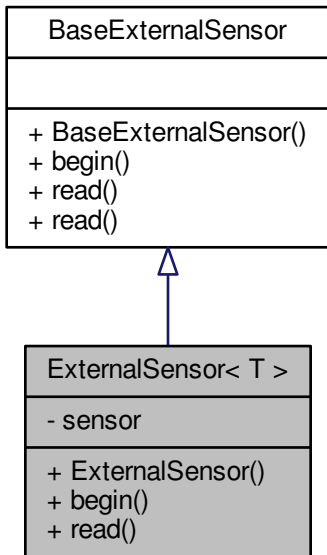 BaseExternalSensor
+ BaseExternalSensor()
+ begin()
+ read()
+ read()
ExternalSensor< T >
- sensor
+ ExternalSensor()
+ begin()
+ read()